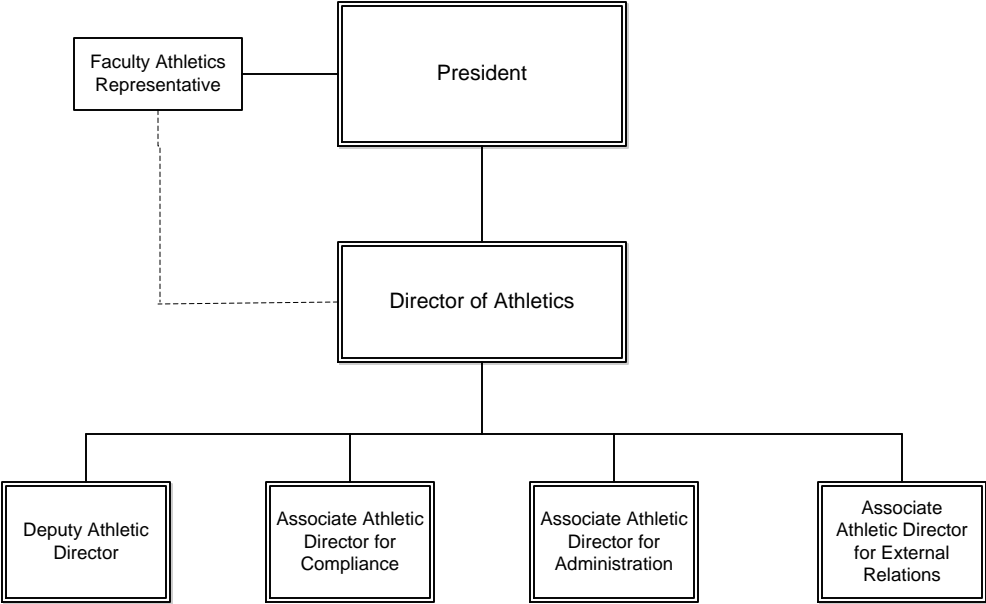 Faculty Athletics
Representative
President
Director of Athletics
Deputy Athletic
Director
Associate Athletic
Director for
Compliance
Associate Athletic
Director for
Administration
Associate
Athletic Director
for External
Relations